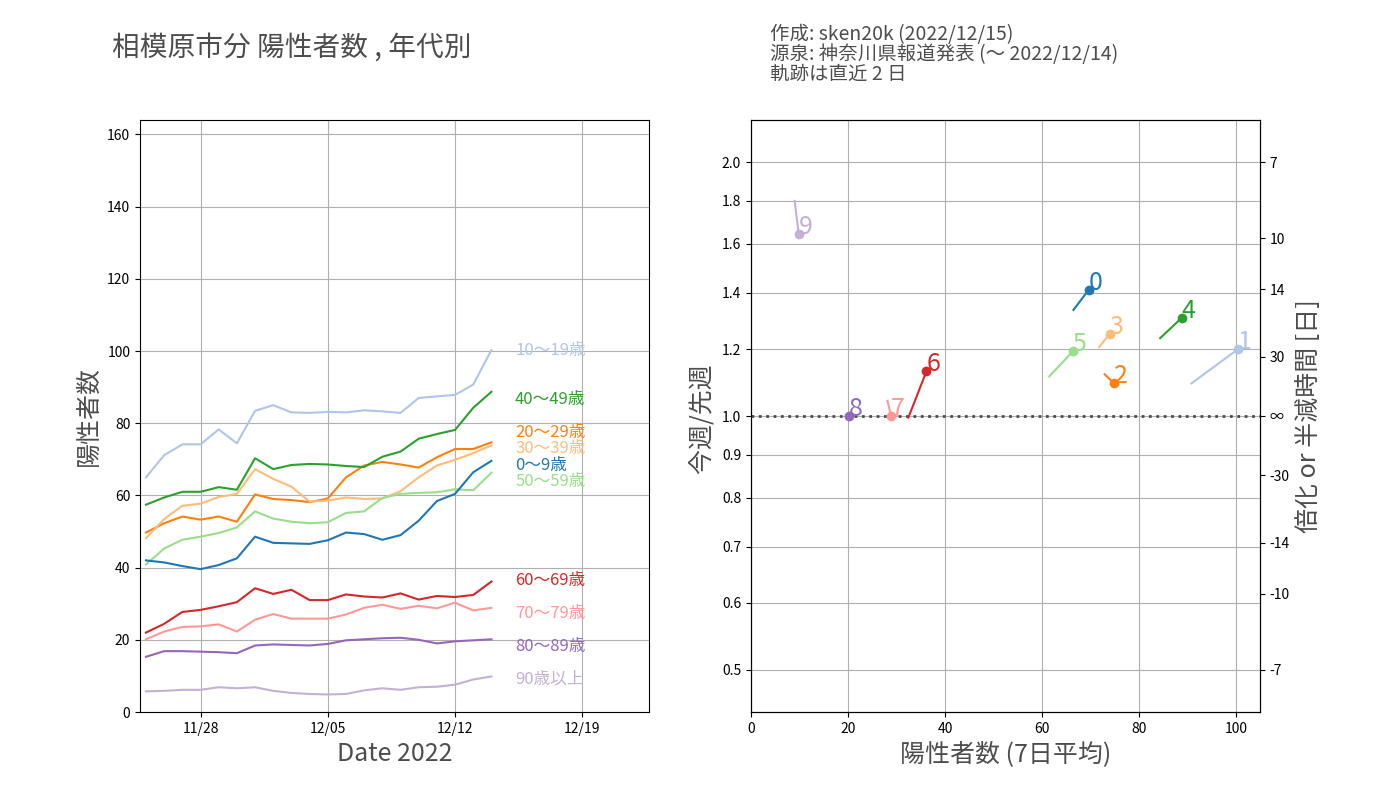 相模原市分 陽性者数 , 年代別
作成: sken20k (2022/12/15)
源泉: 神奈川県報道発表 (～ 2022/12/14)
軌跡は直近 2 日
陽性者数
160
140
120
100
80
60
40
20
0
11/28
12/05
12/12
12/19
Date 2022
10～19歳
40～49歳
20～29歳
30～39歳
0～9歳
50～59歳
60～69歳
70～79歳
80～89歳
90歳以上
今週/先週
2.0
1.8
1.6
1.4
1.2
1.0
0.9
0.8
0.7
0.6
0.5
9
0
4
3
5
1
6
2
8
7
0
20
40
60
80
100
陽性者数 (7日平均)
7
10
14
30
∞
-30
-14
-10
-7
倍化 or 半減時間 [日]